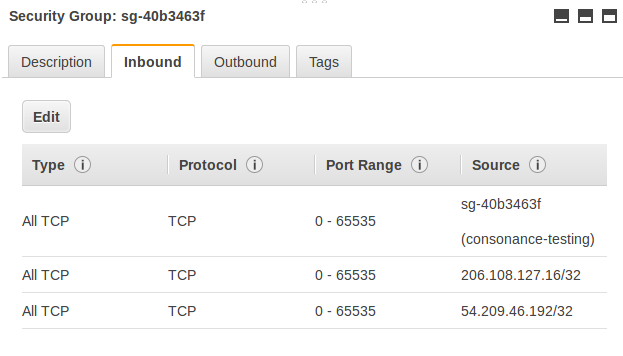 Security Group: sg-40b3463f
Description Inbound Outbound Tags
Edit
Type i Protocol i Port Range i Source i
All TCP TCP 0 - 65535 sg-40b3463f
(consonance-testing)
All TCP TCP 0 - 65535 206.108.127.16/32
All TCP TCP 0 - 65535 54.209.46.192/32